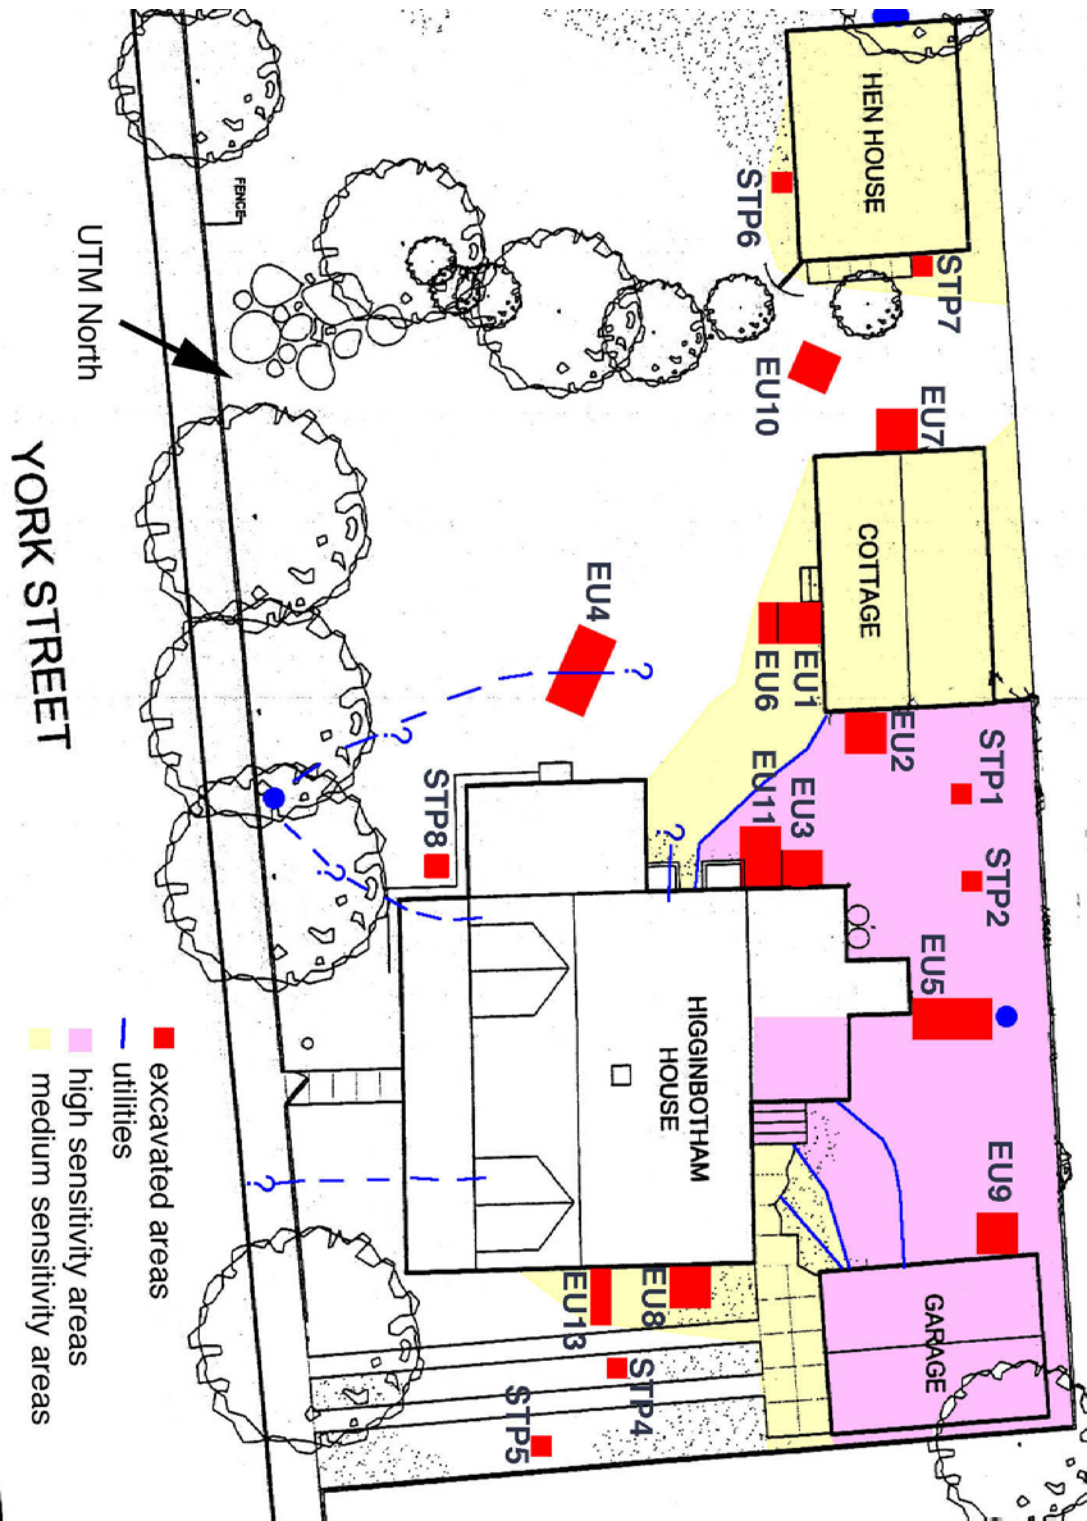 HEN HOUSE
STP6
STP7
FENCE
UTM North
EU10
EU7
COTTAGE
YORK STREET
EU4
EU1
EU6
EU2
STP1
?
?
EU11
EU3
STP8
?
?
STP2
EU5
HIGGINBOTHAM
HOUSE
?
EU9
EU13
EU8
GARAGE
STP4
STP5
excavated areas
utilities
high sensitivity areas
medium sensitivity areas